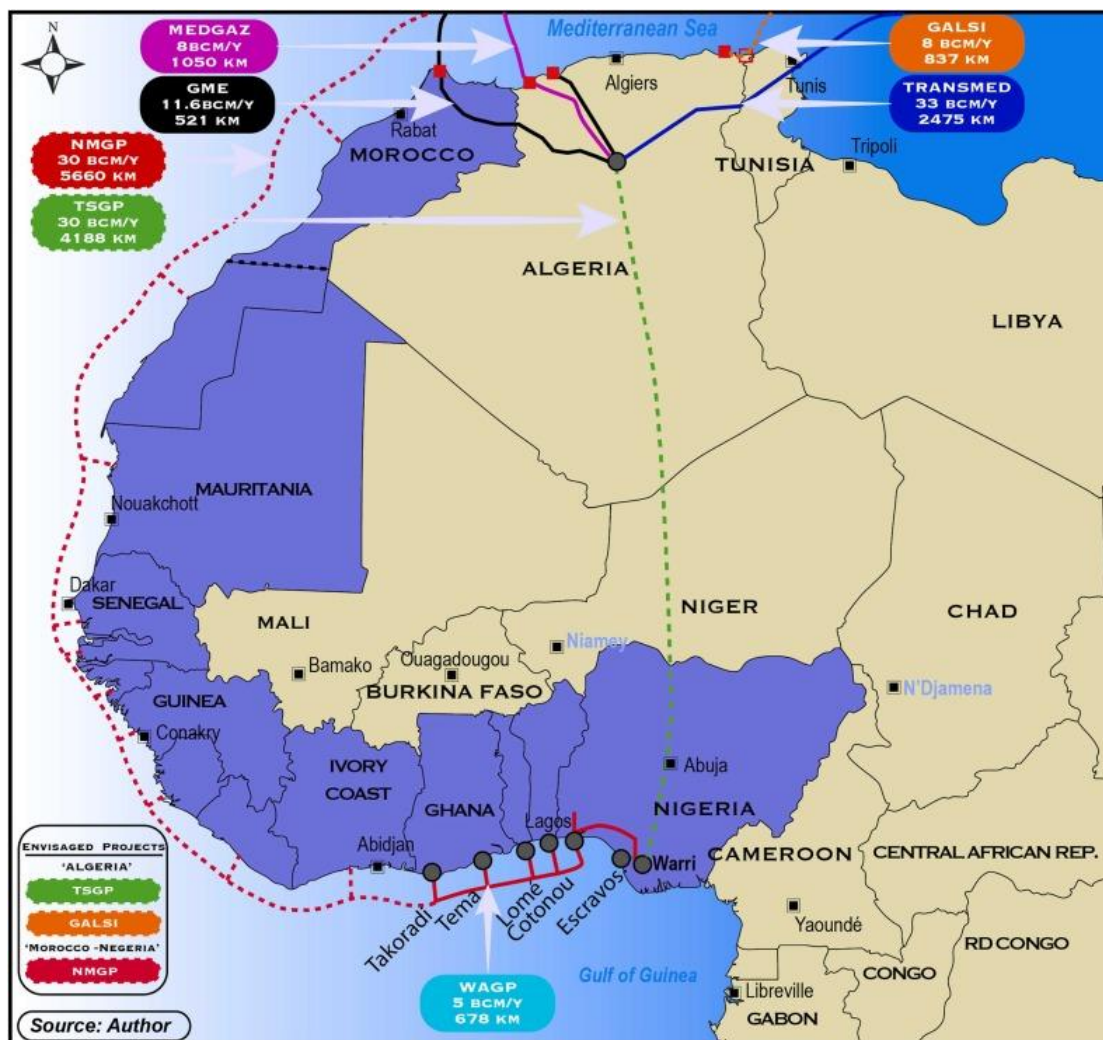 N
Mediterranean Sea
MEDGAZ
8BCM/Y
1050 KM
GALSI
8 BCM/Y
837 KM
GME
11.6BCM/Y
521 KM
Algiers
Tunis
TRANSMED
33 BCM/Y
2475 KM
Rabat
NMGP
30 BCM/Y
5660 KM
MOROCCO
TUNISIA
Tripoli
TSGP
30 BCM/Y
4188 KM
ALGERIA
LIBYA
MAURITANIA
Nouakchott
Dakar
SENEGAL
MALI
NIGER
CHAD
Niamey
Bamako
Ouagadougou
BURKINA FASO
N'Djamena
GUINEA
Conakry
IVORY
COAST
GHANA
Abuja
NIGERIA
Lagos
Abidjan
Warri
CAMEROON
CENTRAL AFRICAN REP.
Takoradi
Tema
Lome
Cotonou
Escravos
Yaoundé
RD CONGO
CONGO
Gulf of Guinea
Libreville
GABON
WAGP
5 BCM/Y
678 KM
ENVISAGED PROJECTS
'ALGERIA'
TSGP
GALSI
'MOROCCO -NEGERIA'
NMGP
Source: Author